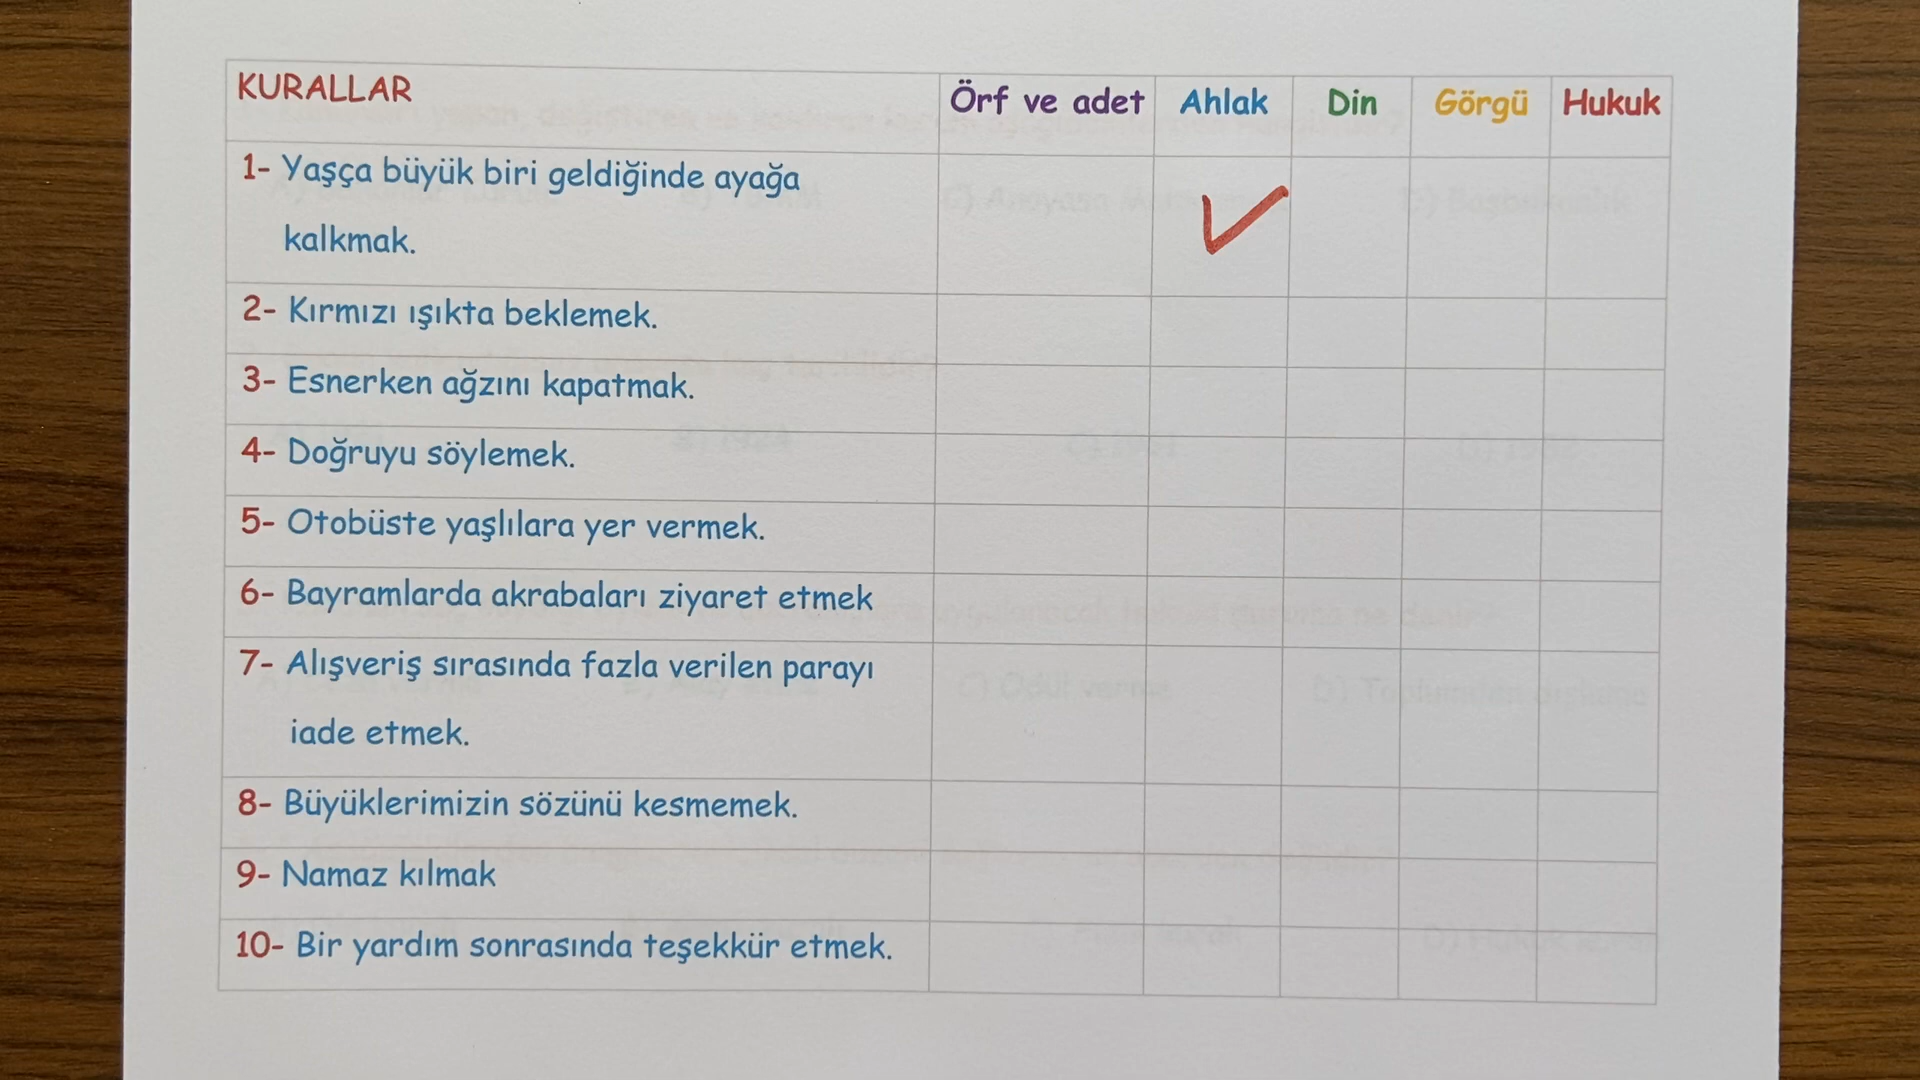 KURALLAR Örf ve adet Ahlak Din Görgü Hukuk
1- Yaşça büyük biri geldiğinde ayağa
kalkmak.
2- Kırmızı ışıkta beklemek.
3- Esnerken ağzını kapatmak.
4- Doğruyu söylemek.
5- Otobüste yaşlılara yer vermek.
6- Bayramlarda akrabaları ziyaret etmek
7- Alışveriş sırasında fazla verilen parayı
iade etmek.
8- Büyüklerimizin sözünü kesmemek.
9- Namaz kılmak
10- Bir yardım sonrasında teşekkür etmek.